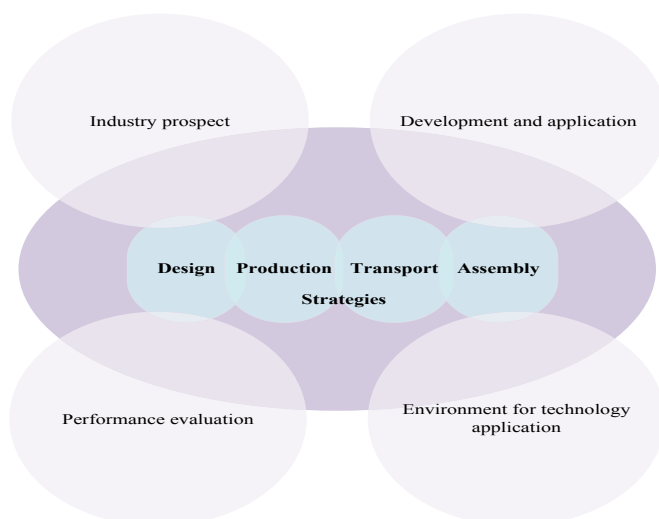 Industry prospect
Development and application
Design Production Transport Assembly
Strategies
Performance evaluation
Environment for technology
application